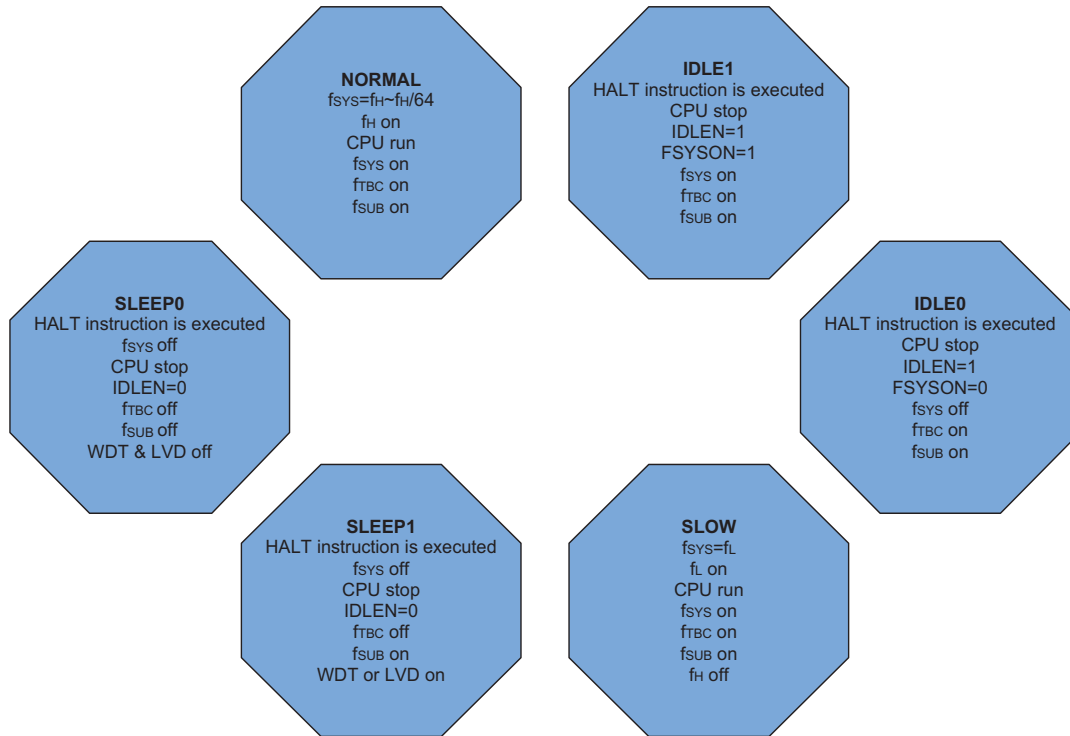 NORMAL
fSYS=fH~fH/64
fH on
CPU run
fSYS on
fTBC on
fSUB on
IDLE1
HALT instruction is executed
CPU stop
IDLEN=1
FSYSON=1
fSYS on
fTBC on
fSUB on
SLEEP0
HALT instruction is executed
fSYS off
CPU stop
IDLEN=0
fTBC off
fSUB off
WDT & LVD off
IDLE0
HALT instruction is executed
CPU stop
IDLEN=1
FSYSON=0
fSYS off
fTBC on
fSUB on
SLEEP1
HALT instruction is executed
fSYS off
CPU stop
IDLEN=0
fTBC off
fSUB on
WDT or LVD on
SLOW
fSYS=fL
fL on
CPU run
fSYS on
fTBC on
fSUB on
fH off